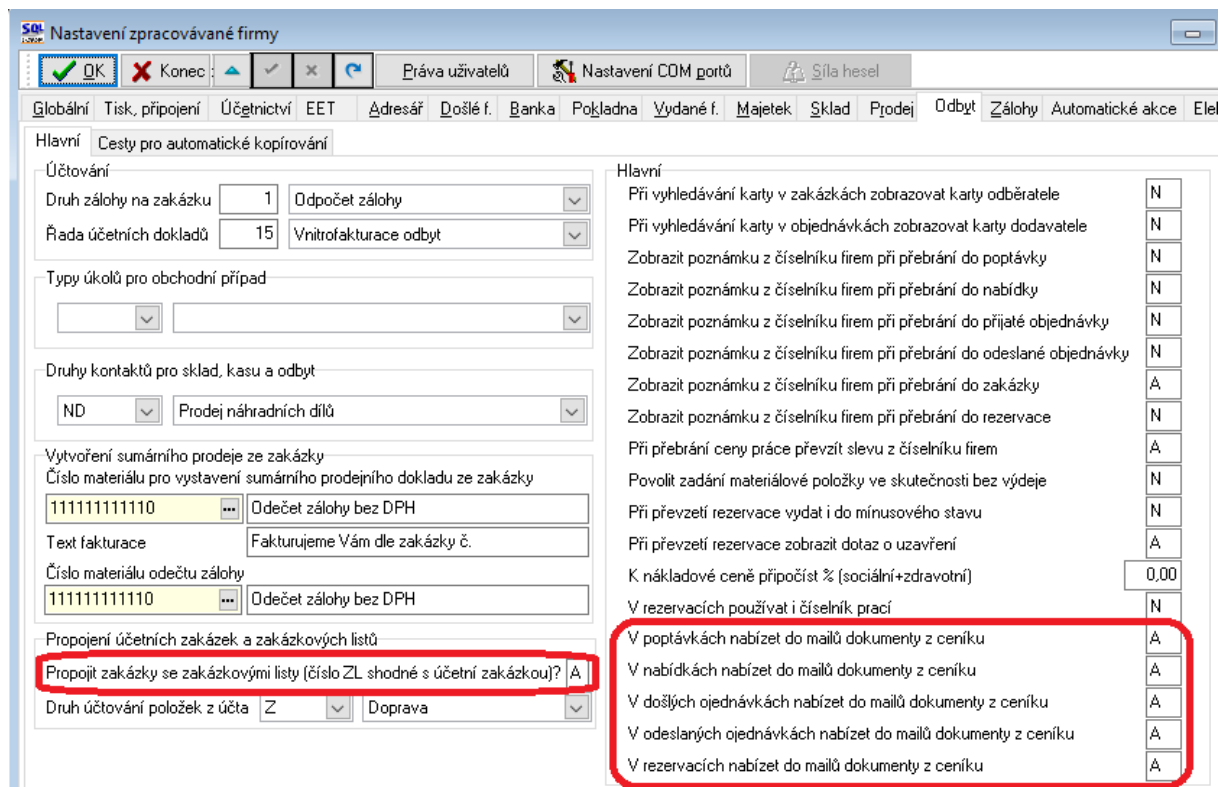 SQL
Nastavení zpracovávané firmy
OK Konec Práva uživatelů Nastavení COM portů Síla hesel
Globální Tisk, připojení Účetnictví EET Adresář Došlé f. Banka Pokladna Vydané f. Majetek Sklad Prodej Odbyt Zálohy Automatické akce Elek
Hlavní Cesty pro automatické kopírování
Účtování
Druh zálohy na zakázku 1 Odpočet zálohy
Řada účetních dokladů 15 Vnitrofakturace odbyt
Typy úkolů pro obchodní případ
Druhy kontaktů pro sklad, kasu a odbyt
ND Prodej náhradních dílů
Vytvoření sumárního prodeje ze zakázky
Číslo materiálu pro vystavení sumárního prodejního dokladu ze zakázky
111111111110 ... Odečet zálohy bez DPH
Text fakturace Fakturujeme Vám dle zakázky č.
Číslo materiálu odečtu zálohy
111111111110 ... Odečet zálohy bez DPH
Propojení účetních zakázek a zakázkových listů
Propojit zakázky se zakázkovými listy (číslo ZL shodné s účetní zakázkou)? A
Druh účtování položek z účta Z Doprava
Hlavní
Při vyhledávání karty v zakázkách zobrazovat karty odběratele N
Při vyhledávání karty v objednávkách zobrazovat karty dodavatele N
Zobrazit poznámku z číselníku firem při přebrání do poptávky N
Zobrazit poznámku z číselníku firem při přebrání do nabídky N
Zobrazit poznámku z číselníku firem při přebrání do přijaté objednávky N
Zobrazit poznámku z číselníku firem při přebrání do odeslané objednávky N
Zobrazit poznámku z číselníku firem při přebrání do zakázky A
Zobrazit poznámku z číselníku firem při přebrání do rezervace N
Při přebrání ceny práce převzít slevu z číselníku firem A
Povolit zadání materiálové položky ve skutečnosti bez výdeje N
Při převzetí rezervace vydat i do mínusového stavu N
Při převzetí rezervace zobrazit dotaz o uzavření A
K nákladové ceně připočíst % (sociální+zdravotní) 0,00
V rezervacích používat i číselník prací N
V poptávkách nabízet do mailů dokumenty z ceníku A
V nabídkách nabízet do mailů dokumenty z ceníku A
V došlých ojednávkách nabízet do mailů dokumenty z ceníku A
V odeslaných ojednávkách nabízet do mailů dokumenty z ceníku A
V rezervacích nabízet do mailů dokumenty z ceníku A